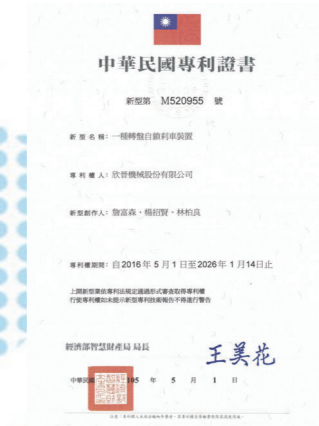 中華民國專利證書
新型第 M520955 號
新型名稱：一種轉盤自鎖刹車裝置
專利權人：欣晉機械股份有限公司
新型創作人：詹富森、楊招賢、林柏良
專利權期間：自2016年5月1日至2026年1月14日止
上開新型業依專利法規定通過形式審查取得專利權
行使專利權如未提示新型專利技術報告不得進行警告
經濟部智慧財產局 局長
王美花
中華民國 105 年 5 月 1 日